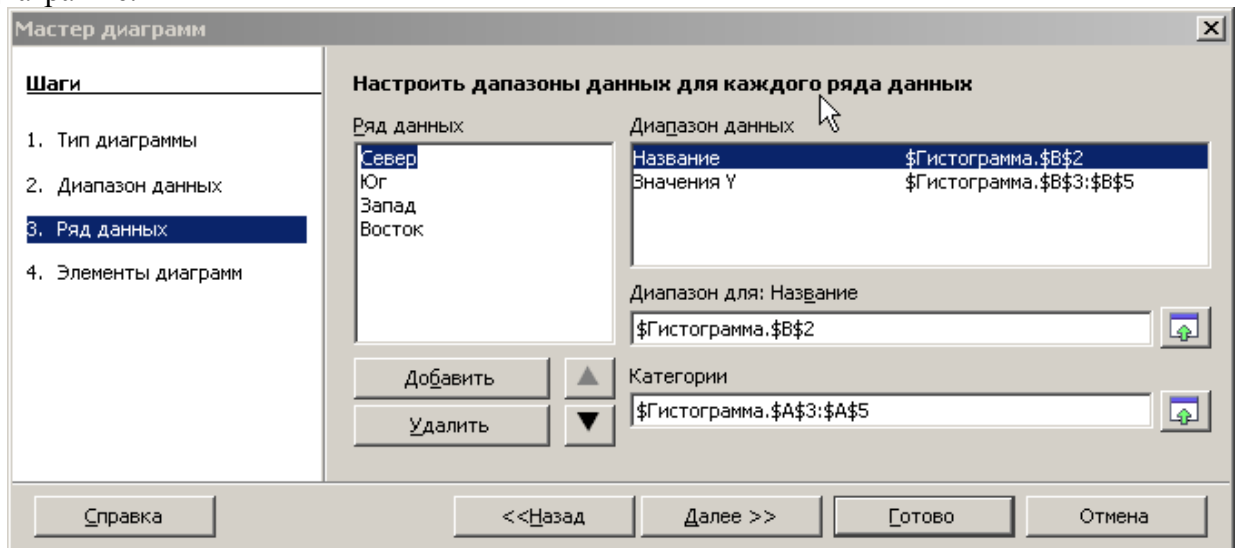 Мастер диаграмм
Шаги
1. Тип диаграммы
2. Диапазон данных
3. Ряд данных
4. Элементы диаграмм
Настроить дапазоны данных для каждого ряда данных
Ряд данных
Север
Юг
Запад
Восток
Добавить
Удалить
Диапазон данных
Название $Гистограмма.$B$2
Значения Y $Гистограмма.$B$3:$B$5
Диапазон для: Название
$Гистограмма.$B$2
Категории
$Гистограмма.$A$3:$A$5
Справка
<<Назад
Далее >>
Готово
Отмена